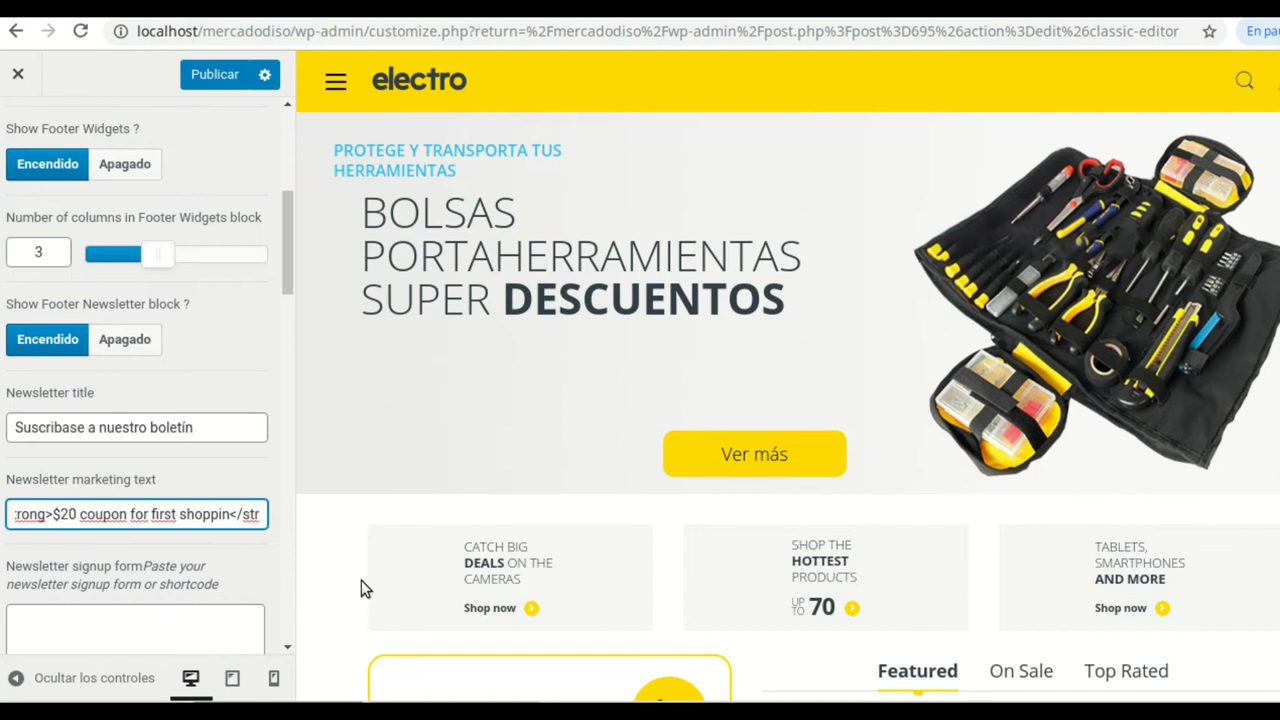 localhost/mercadodiso/wp-admin/customize.php?return=%2Fmercadodiso%2Fwp-admin%2Fpost.php%3Fpost%3D695%26action%3Dedit%26classic-editor
En pau
Publicar
Show Footer Widgets ?
Encendido Apagado
Number of columns in Footer Widgets block
3
Show Footer Newsletter block ?
Encendido Apagado
Newsletter title
Suscribase a nuestro boletín
Newsletter marketing text
trong>$20 coupon for first shoppin</str
Newsletter signup formPaste your
newsletter signup form or shortcode
Ocultar los controles
electro
PROTEGE Y TRANSPORTA TUS
HERRAMIENTAS
BOLSAS
PORTAHERRAMIENTAS
SUPER DESCUENTOS
Ver más
CATCH BIG
DEALS ON THE
CAMERAS
Shop now
SHOP THE
HOTTEST
PRODUCTS
UP TO 70
TABLETS,
SMARTPHONES
AND MORE
Shop now
Featured On Sale Top Rated